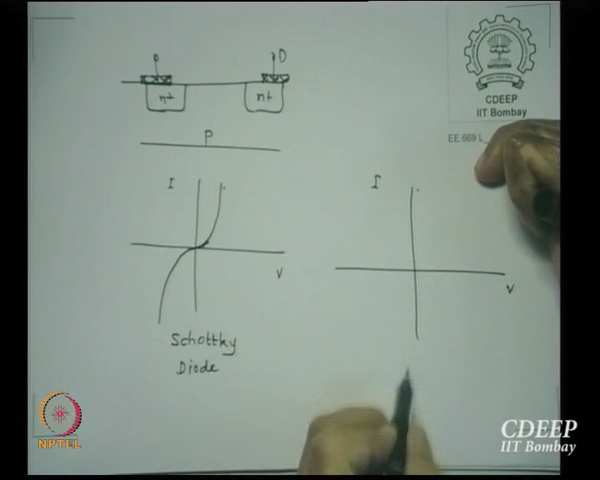 D
n+
n+
P
I
V
Schottky
Diode
I
V
CDEEP
IIT Bombay
EE 669 L
NPTEL
CDEEP
IIT Bombay